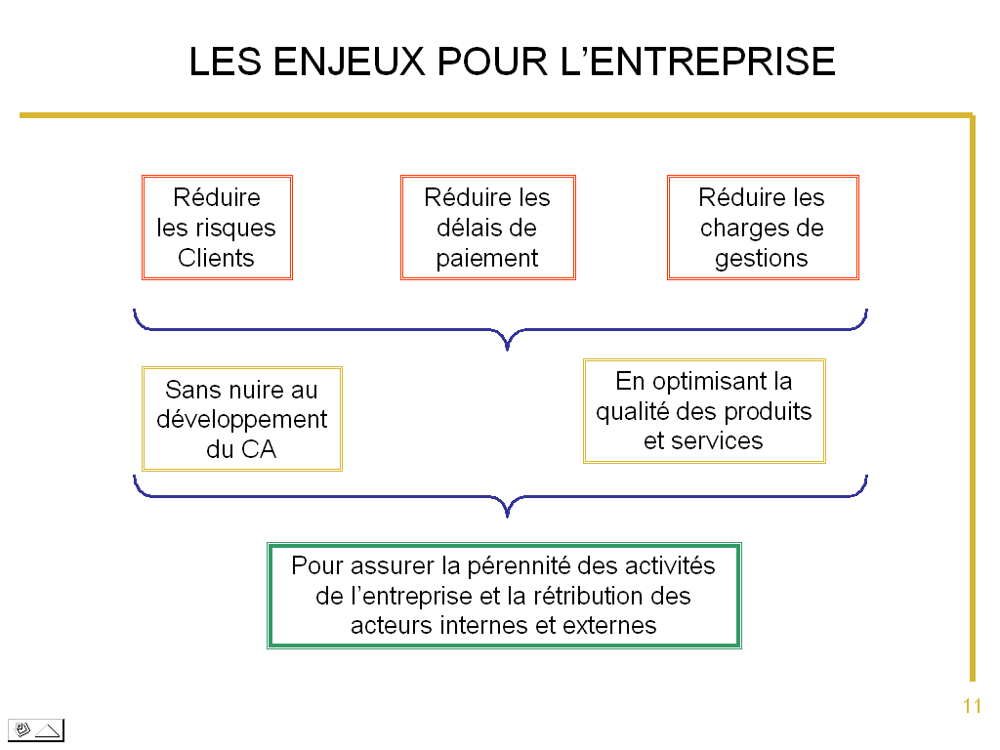 LES ENJEUX POUR L’ENTREPRISE
Réduire
les risques
Clients
Réduire les
délais de
paiement
Réduire les
charges de
gestions
Sans nuire au
développement
du CA
En optimisant la
qualité des produits
et services
Pour assurer la pérennité des activités
de l’entreprise et la rétribution des
acteurs internes et externes
11